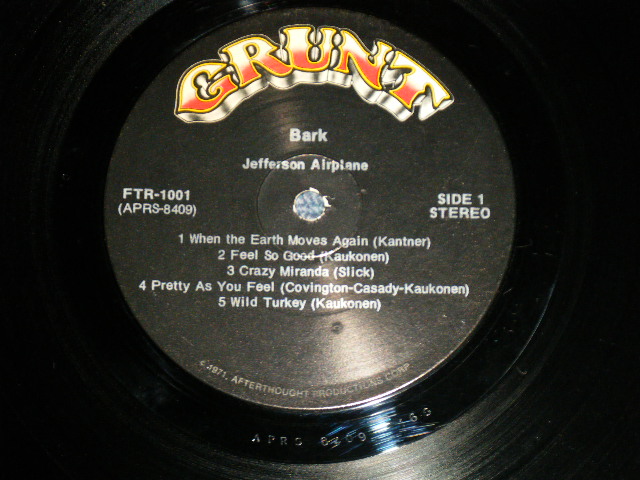 GRUNT
Bark
Jefferson Airplane
FTR-1001
(APRS-8409)
SIDE 1
STEREO
1 When the Earth Moves Again (Kantner)
2 Feel So Good (Kaukonen)
3 Crazy Miranda (Slick)
4 Pretty As You Feel (Covington-Casady-Kaukonen)
5 Wild Turkey (Kaukonen)
1971, AFTERTHOUGHT PRODUCTIONS CORP
APRS 8409